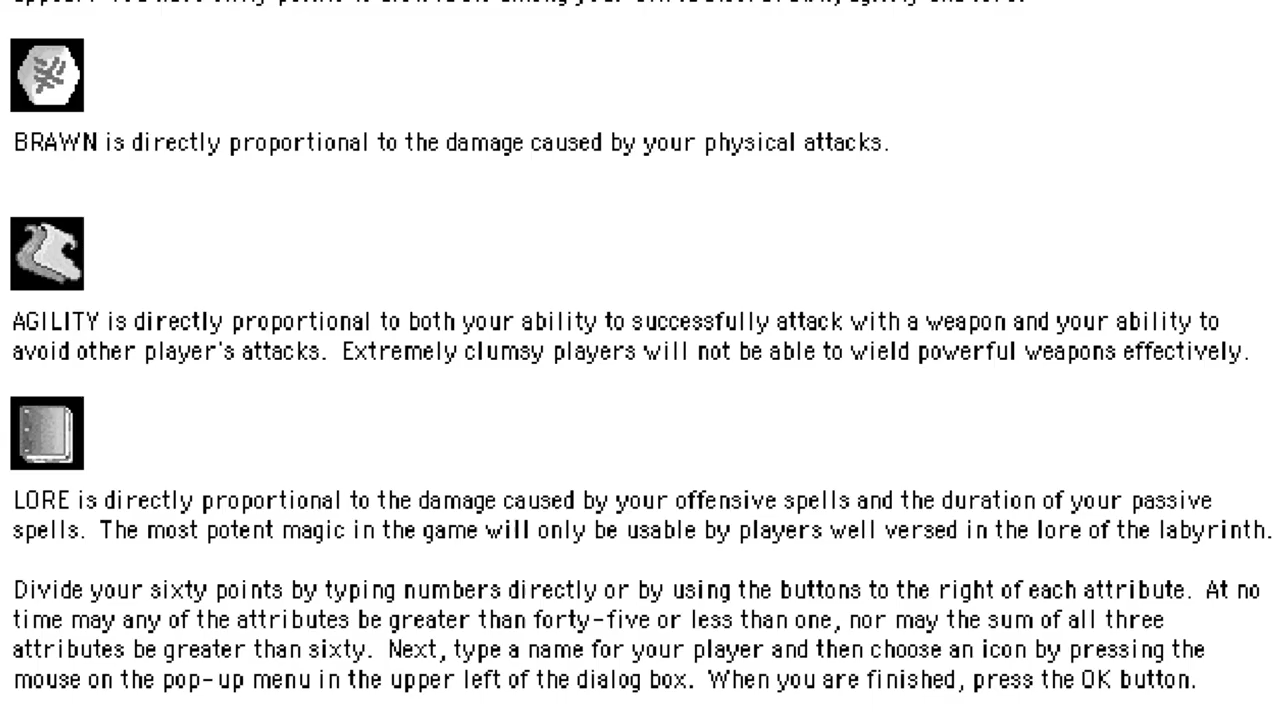 BRAWN is directly proportional to the damage caused by your physical attacks.
AGILITY is directly proportional to both your ability to successfully attack with a weapon and your ability to
avoid other player's attacks.  Extremely clumsy players will not be able to wield powerful weapons effectively.
LORE is directly proportional to the damage caused by your offensive spells and the duration of your passive
spells.  The most potent magic in the game will only be usable by players well versed in the lore of the labyrinth.
Divide your sixty points by typing numbers directly or by using the buttons to the right of each attribute.  At no
time may any of the attributes be greater than forty-five or less than one, nor may the sum of all three
attributes be greater than sixty.  Next, type a name for your player and then choose an icon by pressing the
mouse on the pop-up menu in the upper left of the dialog box.  When you are finished, press the OK button.